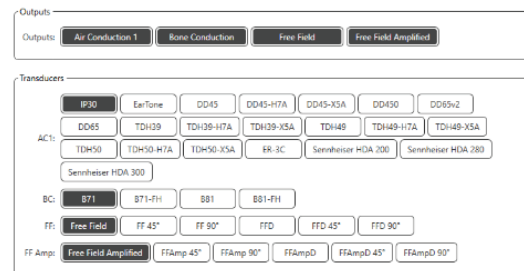 Outputs
Outputs: Air Conduction 1 Bone Conduction Free Field Free Field Amplified
Transducers
IP30 EarTone DD45 DD45-H7A DD45-X5A DD450 DD65v2
DD65 TDH39 TDH39-H7A TDH39-X5A TDH49 TDH49-H7A TDH49-X5A
AC1:
TDH50 TDH50-H7A TDH50-X5A ER-3C Sennheiser HDA 200 Sennheiser HDA 280
Sennheiser HDA 300
BC: B71 B71-FH B81 B81-FH
FF: Free Field FF 45° FF 90° FFD FFD 45° FFD 90°
FF Amp: Free Field Amplified FFAmp 45° FFAmp 90° FFAmpD FFAmpD 45° FFAmpD 90°